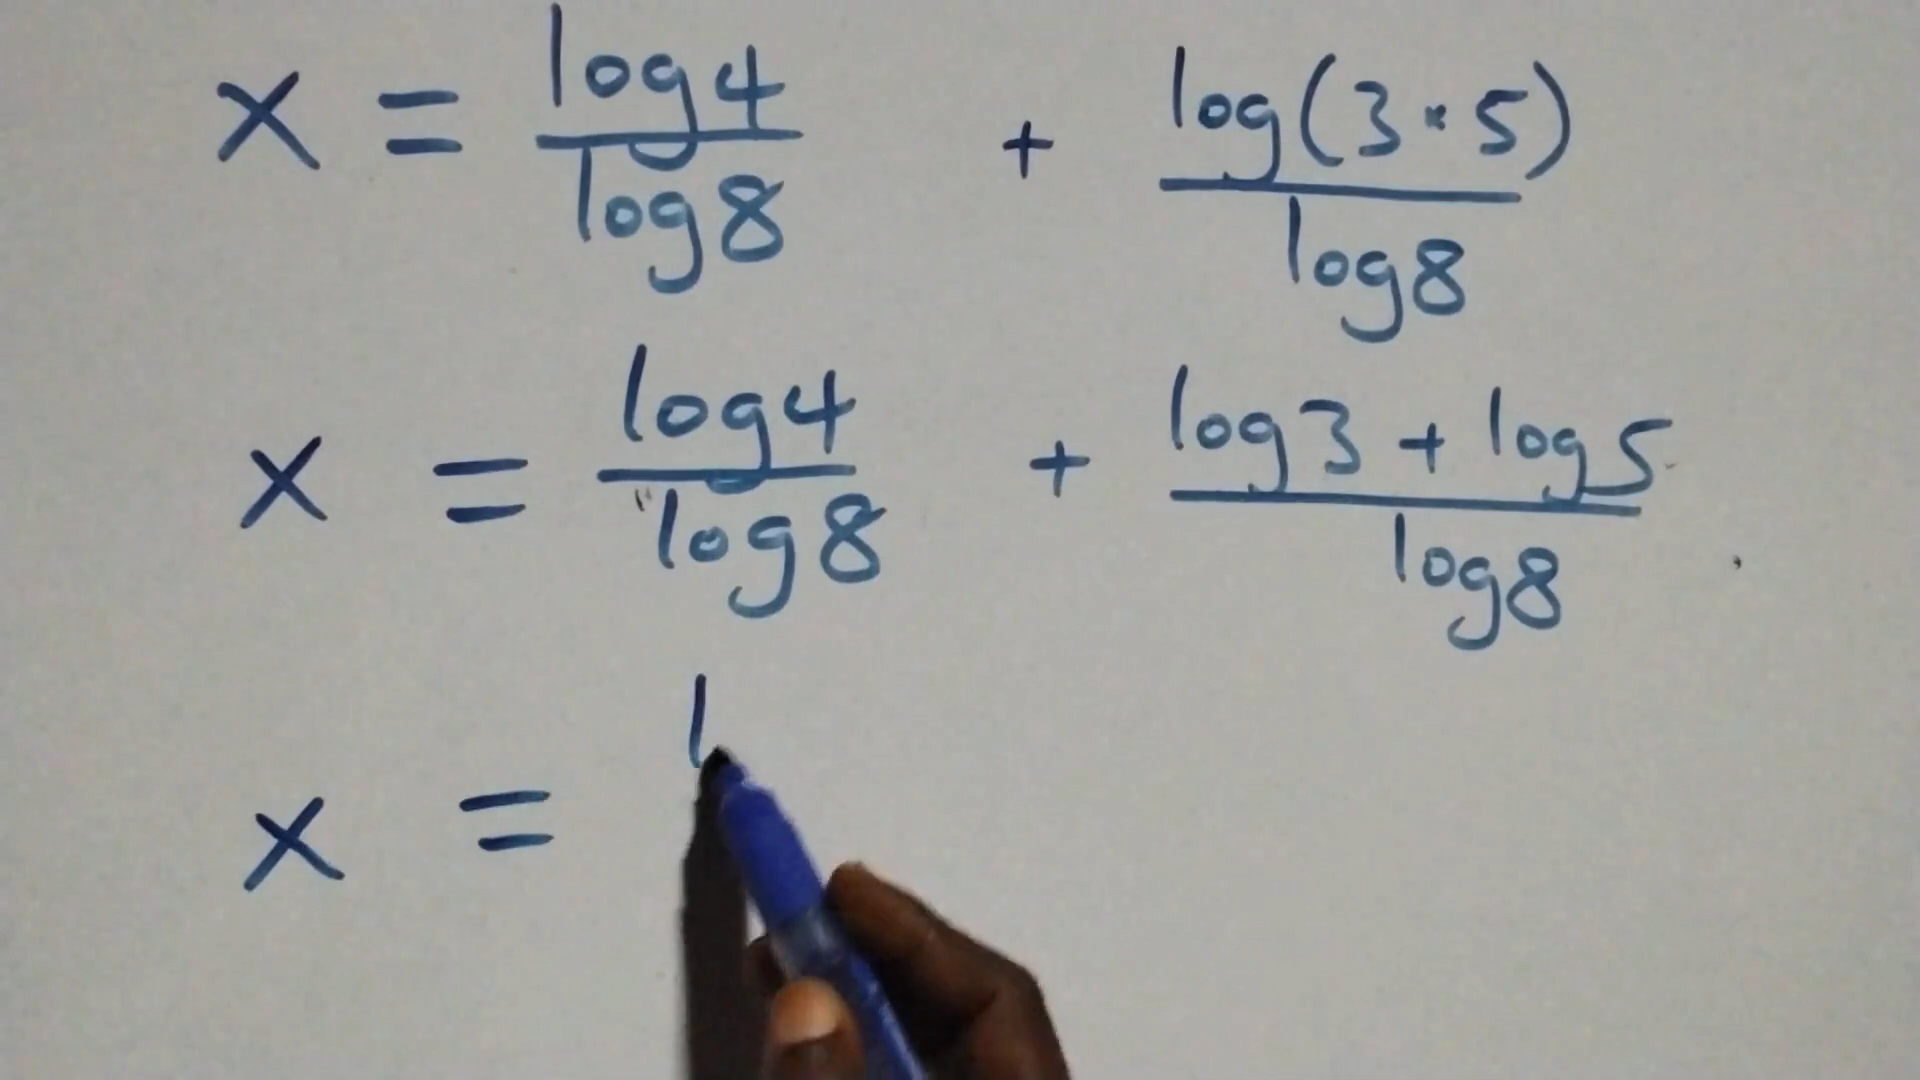 x = log4/log8 + log(3*5)/log8
x = log4/log8 + (log3 + log5)/log8
x = l